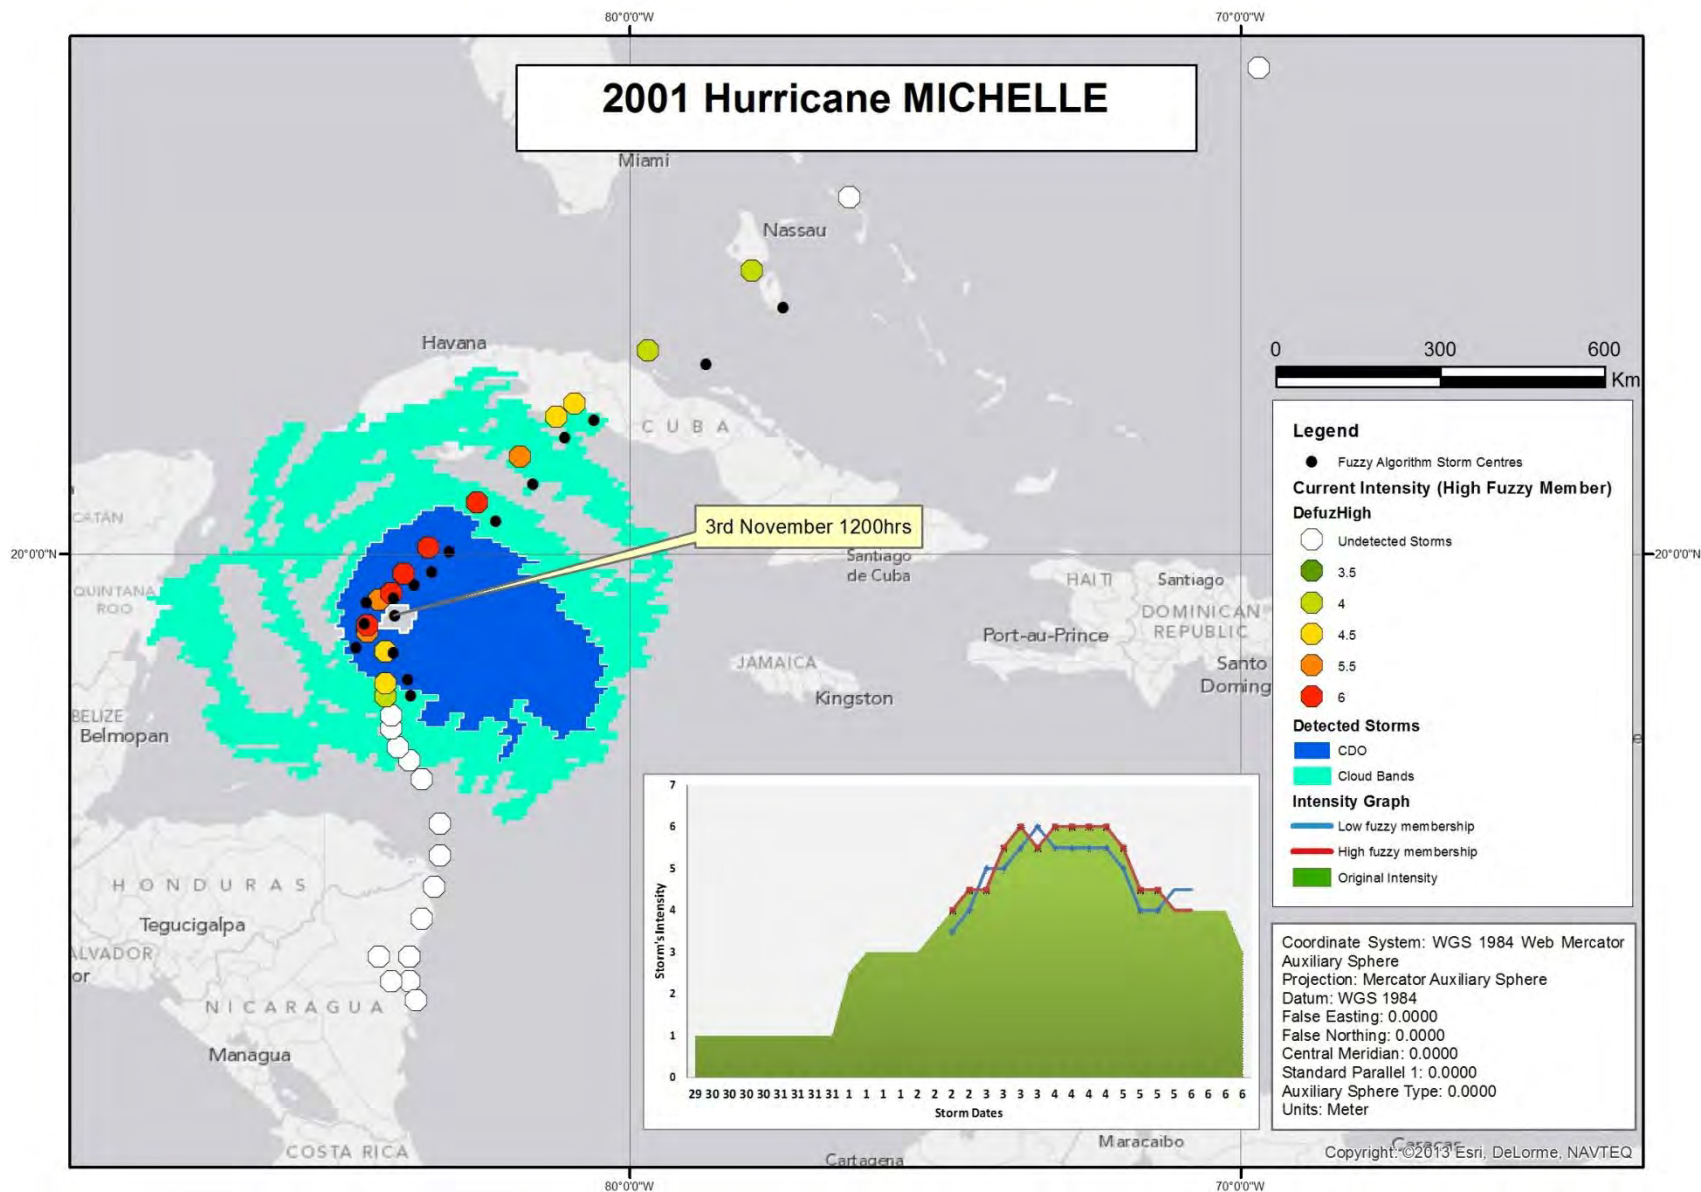 80°0'0"W
70°0'0"W
2001 Hurricane MICHELLE
Miami
Nassau
Havana
CUBA
0 300 600
Km
Legend
Fuzzy Algorithm Storm Centres
Current Intensity (High Fuzzy Member)
DefuzHigh
Undetected Storms
3.5
4
4.5
5.5
6
Detected Storms
CDO
Cloud Bands
Intensity Graph
Low fuzzy membership
High fuzzy membership
Original Intensity
CATÁN
3rd November 1200hrs
20°0'0"N
20°0'0"N
Santiago
de Cuba
QUINTANA
ROO
HAITI
Santiago
DOMINICAN
REPUBLIC
Port-au-Prince
Santo
Doming
JAMAICA
Kingston
BELIZE
Belmopan
HONDURAS
Tegucigalpa
ALVADOR
or
NICARAGUA
Managua
COSTA RICA
7
6
5
4
3
2
1
0
Storm's Intensity
29 30 30 30 30 31 31 31 31 1 1 1 1 2 2 2 2 3 3 3 3 4 4 4 4 5 5 5 5 6 6 6 6
Storm Dates
Coordinate System: WGS 1984 Web Mercator
Auxiliary Sphere
Projection: Mercator Auxiliary Sphere
Datum: WGS 1984
False Easting: 0.0000
False Northing: 0.0000
Central Meridian: 0.0000
Standard Parallel 1: 0.0000
Auxiliary Sphere Type: 0.0000
Units: Meter
Maracaibo
Cartagena
Caracas
Copyright: ©2013 Esri, DeLorme, NAVTEQ
80°0'0"W
70°0'0"W